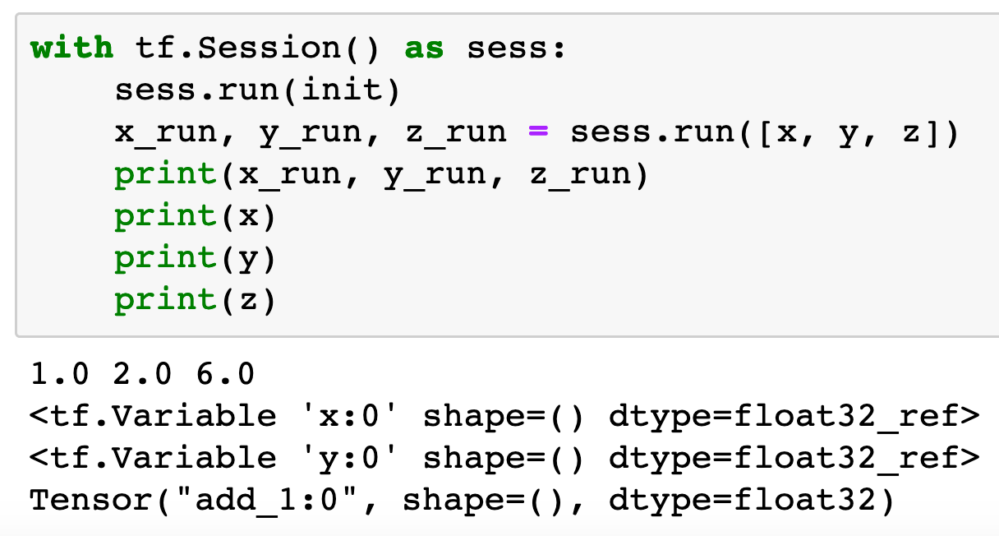 with tf.Session() as sess:
    sess.run(init)
    x_run, y_run, z_run = sess.run([x, y, z])
    print(x_run, y_run, z_run)
    print(x)
    print(y)
    print(z)
1.0 2.0 6.0
<tf.Variable 'x:0' shape=() dtype=float32_ref>
<tf.Variable 'y:0' shape=() dtype=float32_ref>
Tensor("add_1:0", shape=(), dtype=float32)